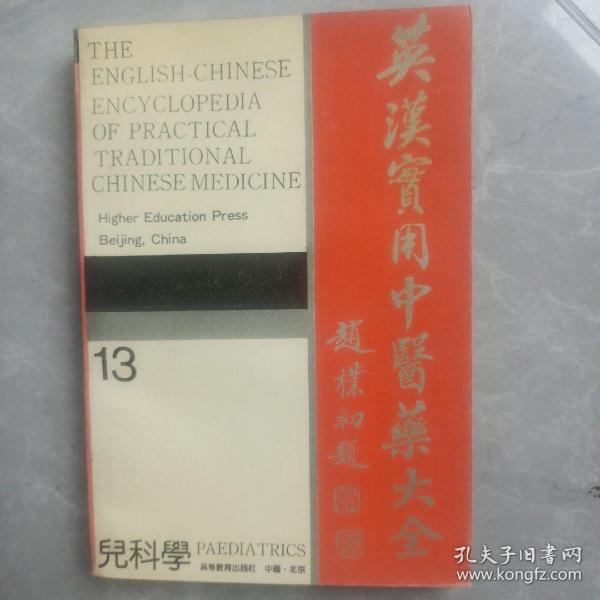 THE
ENGLISH-CHINESE
ENCYCLOPEDIA
OF PRACTICAL
TRADITIONAL
CHINESE MEDICINE
Higher Education Press
Beijing, China
13
兒科學 PAEDIATRICS
高等教育出版社 中國·北京
英漢實用中醫藥大全
趙樸初題
孔夫子旧书网
www.kongfz.com